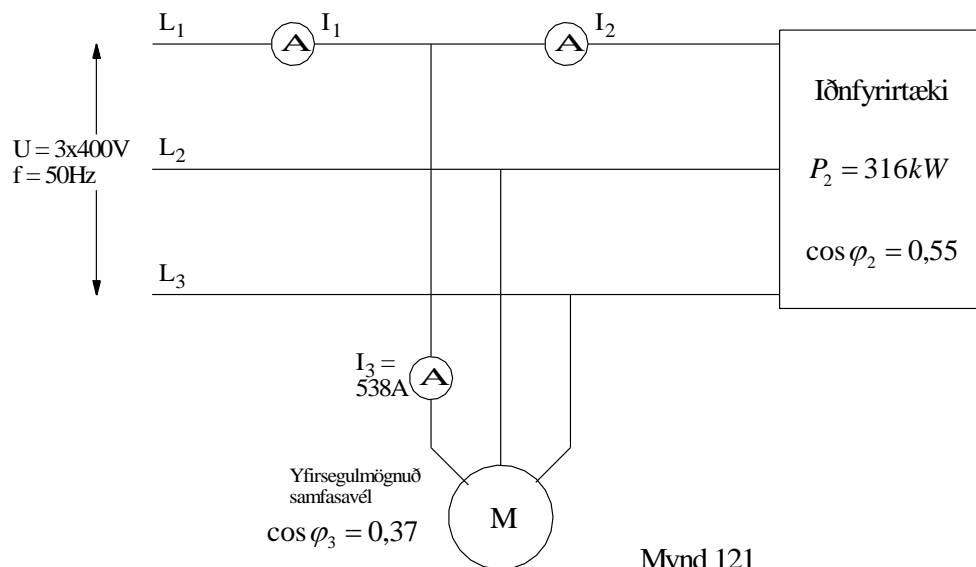 L₁
A
I₁
A
I₂
Iðnfyrirtæki
U = 3x400V
f = 50Hz
L₂
P₂ = 316kW
cos φ₂ = 0,55
L₃
I₃ =
538A
A
Yfirsegulmögnuð
samfasavél
cos φ₃ = 0,37
M
Mynd 121